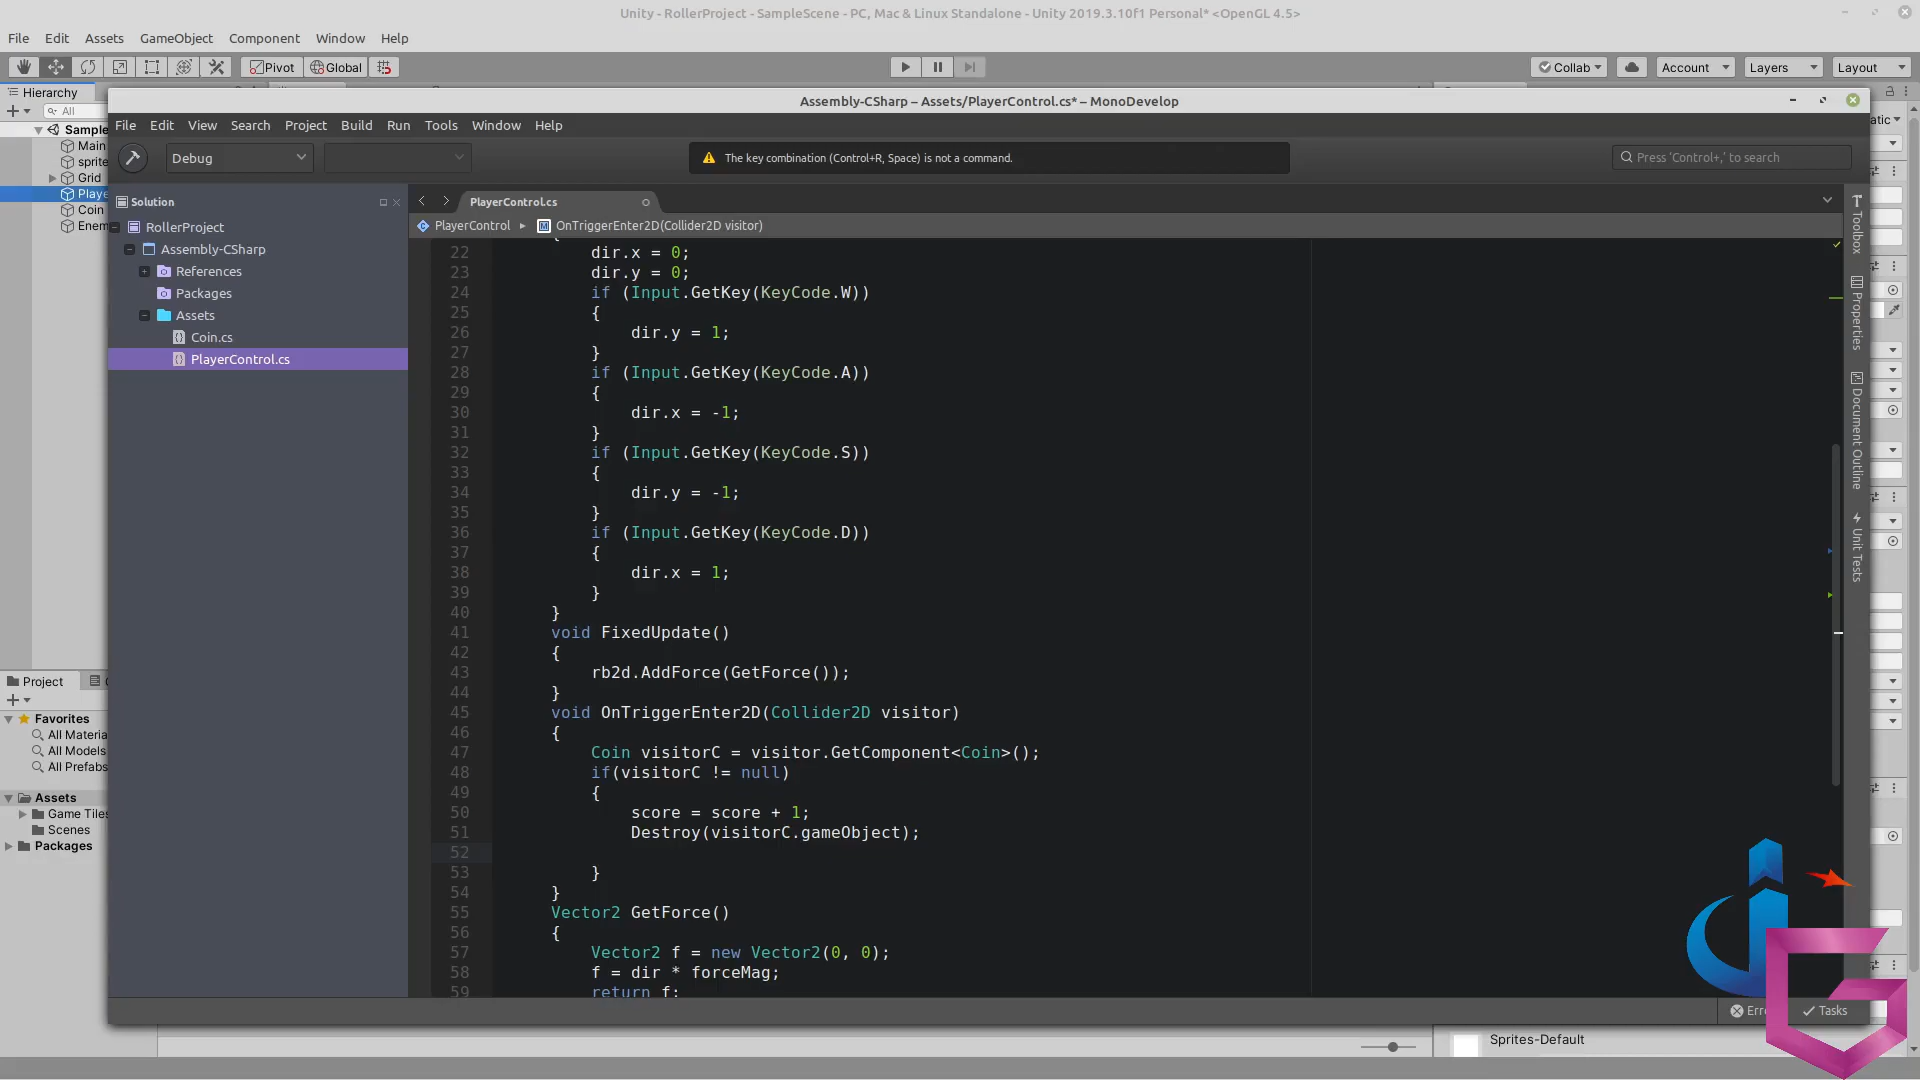 Unity - RollerProject - SampleScene - PC, Mac & Linux Standalone - Unity 2019.3.10f1 Personal* <OpenGL 4.5>
File Edit Assets GameObject Component Window Help
Pivot Global Collab Account Layers Layout
Hierarchy
All
Sample
Main
sprite
Grid
Playe
Coin
Enem
Project
Favorites
All Materia
All Models
All Prefabs
Assets
Game Tiles
Scenes
Packages
Assembly-CSharp – Assets/PlayerControl.cs* – MonoDevelop
File Edit View Search Project Build Run Tools Window Help
Debug
The key combination (Control+R, Space) is not a command.
Press 'Control+,' to search
Solution
RollerProject
Assembly-CSharp
References
Packages
Assets
Coin.cs
PlayerControl.cs
PlayerControl.cs
PlayerControl OnTriggerEnter2D(Collider2D visitor)
22 dir.x = 0;
23 dir.y = 0;
24 if (Input.GetKey(KeyCode.W))
25 {
26 dir.y = 1;
27 }
28 if (Input.GetKey(KeyCode.A))
29 {
30 dir.x = -1;
31 }
32 if (Input.GetKey(KeyCode.S))
33 {
34 dir.y = -1;
35 }
36 if (Input.GetKey(KeyCode.D))
37 {
38 dir.x = 1;
39 }
40 }
41 void FixedUpdate()
42 {
43 rb2d.AddForce(GetForce());
44 }
45 void OnTriggerEnter2D(Collider2D visitor)
46 {
47 Coin visitorC = visitor.GetComponent<Coin>();
48 if(visitorC != null)
49 {
50 score = score + 1;
51 Destroy(visitorC.gameObject);
52
53 }
54 }
55 Vector2 GetForce()
56 {
57 Vector2 f = new Vector2(0, 0);
58 f = dir * forceMag;
59 return f;
Toolbox
Properties
Document Outline
Unit Tests
atic
Err
Tasks
Sprites-Default